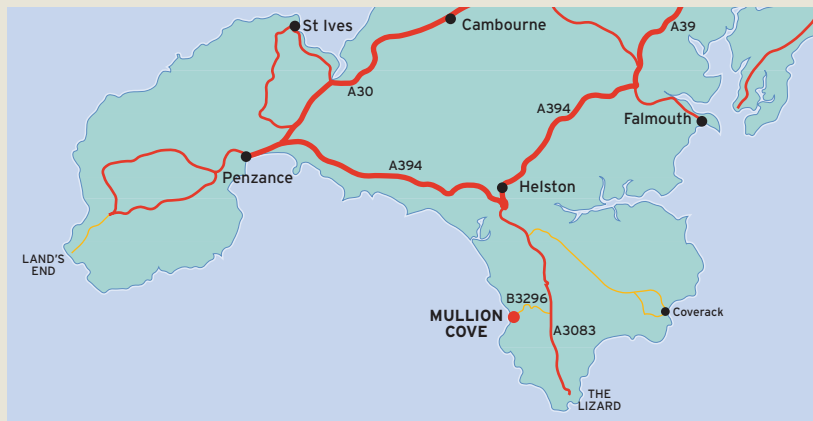 St Ives
Cambourne
A39
A30
A394
Falmouth
Penzance
A394
Helston
LAND'S
END
B3296
MULLION
COVE
Coverack
A3083
THE
LIZARD